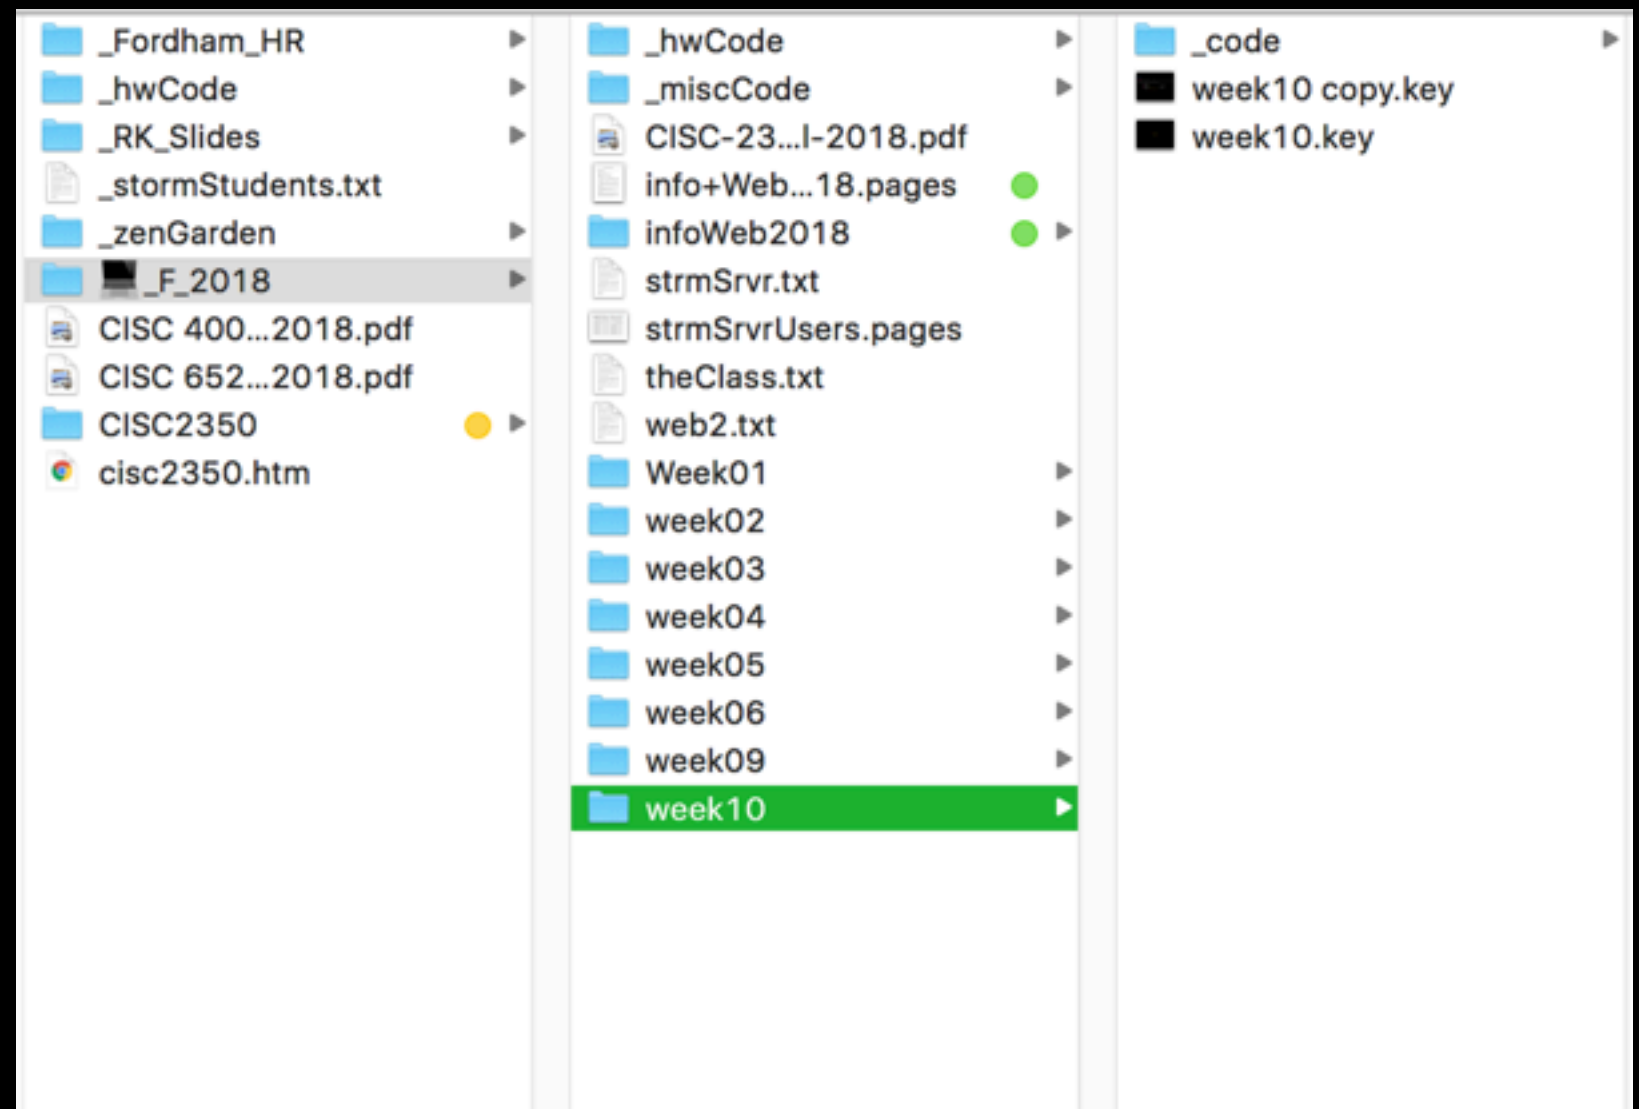 _Fordham_HR
_hwCode
_RK_Slides
_stormStudents.txt
_zenGarden
_F_2018
CISC 400...2018.pdf
CISC 652...2018.pdf
CISC2350
cisc2350.htm
_hwCode
_miscCode
CISC-23...l-2018.pdf
info+Web...18.pages
infoWeb2018
strmSrvr.txt
strmSrvrUsers.pages
theClass.txt
web2.txt
Week01
week02
week03
week04
week05
week06
week09
week10
_code
week10 copy.key
week10.key